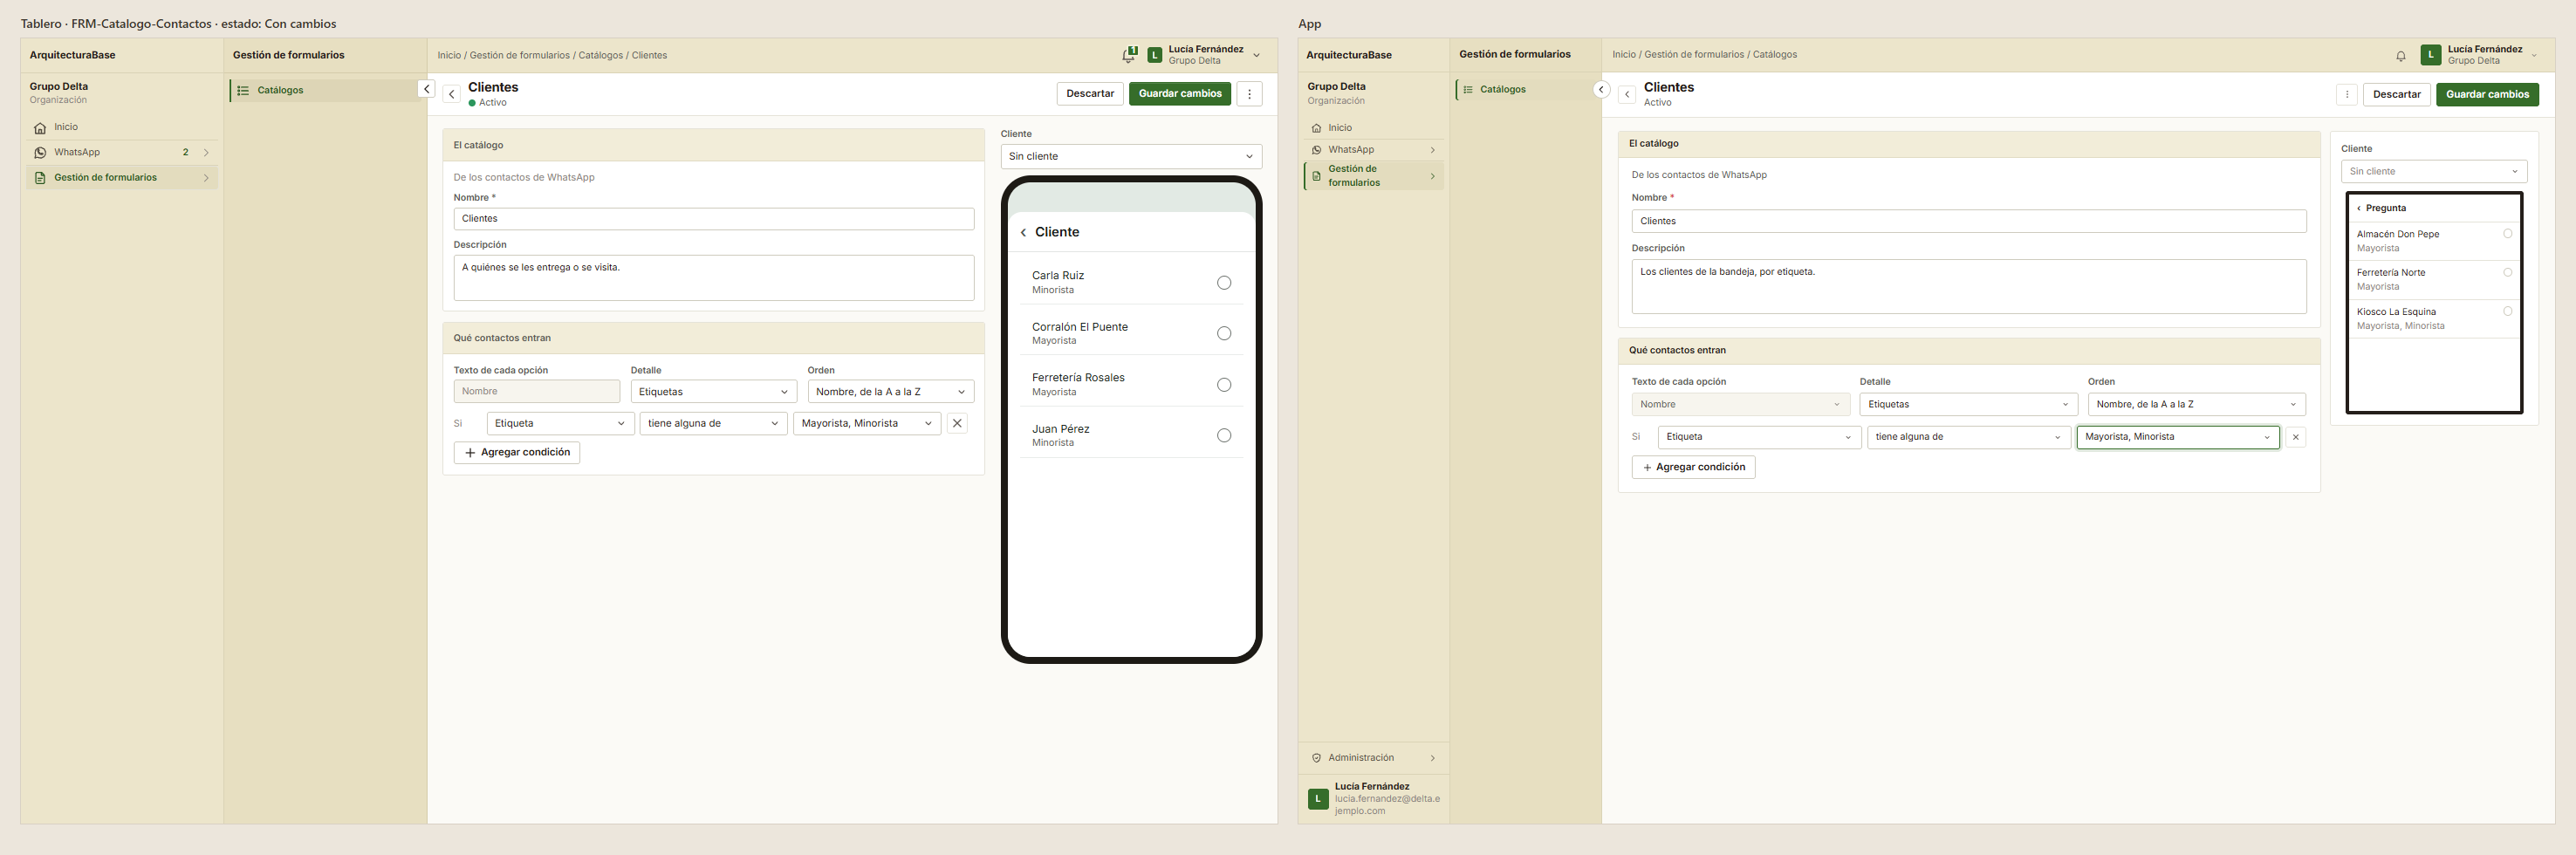 Tablero · FRM-Catalogo-Contactos · estado: Con cambios
ArquitecturaBase
Gestión de formularios
Inicio / Gestión de formularios / Catálogos / Clientes
1
L
Lucía Fernández
Grupo Delta
Grupo Delta
Organización
Inicio
WhatsApp
2
Gestión de formularios
Catálogos
Clientes
Activo
Descartar
Guardar cambios
El catálogo
De los contactos de WhatsApp
Nombre *
Clientes
Descripción
A quiénes se les entrega o se visita.
Qué contactos entran
Texto de cada opción
Detalle
Orden
Nombre
Etiquetas
Nombre, de la A a la Z
Si
Etiqueta
tiene alguna de
Mayorista, Minorista
Agregar condición
Cliente
Sin cliente
Cliente
Carla Ruiz
Minorista
Corralón El Puente
Mayorista
Ferretería Rosales
Mayorista
Juan Pérez
Minorista
App
ArquitecturaBase
Gestión de formularios
Inicio / Gestión de formularios / Catálogos
L
Lucía Fernández
Grupo Delta
Grupo Delta
Organización
Inicio
WhatsApp
Gestión de
formularios
Catálogos
Administración
L
Lucía Fernández
lucia.fernandez@delta.e
jemplo.com
Clientes
Activo
Descartar
Guardar cambios
El catálogo
De los contactos de WhatsApp
Nombre *
Clientes
Descripción
Los clientes de la bandeja, por etiqueta.
Qué contactos entran
Texto de cada opción
Detalle
Orden
Nombre
Etiquetas
Nombre, de la A a la Z
Si
Etiqueta
tiene alguna de
Mayorista, Minorista
Agregar condición
Cliente
Sin cliente
Pregunta
Almacén Don Pepe
Mayorista
Ferretería Norte
Mayorista
Kiosco La Esquina
Mayorista, Minorista